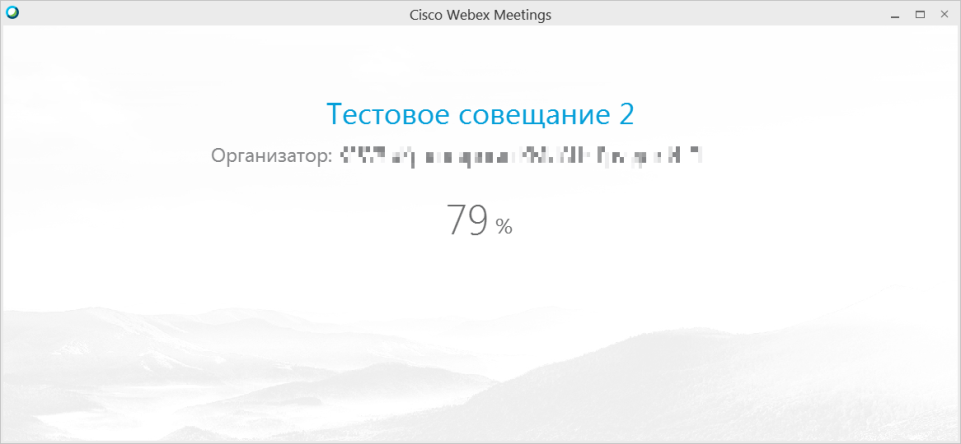 Cisco Webex Meetings
Тестовое совещание 2
Организатор:
79 %